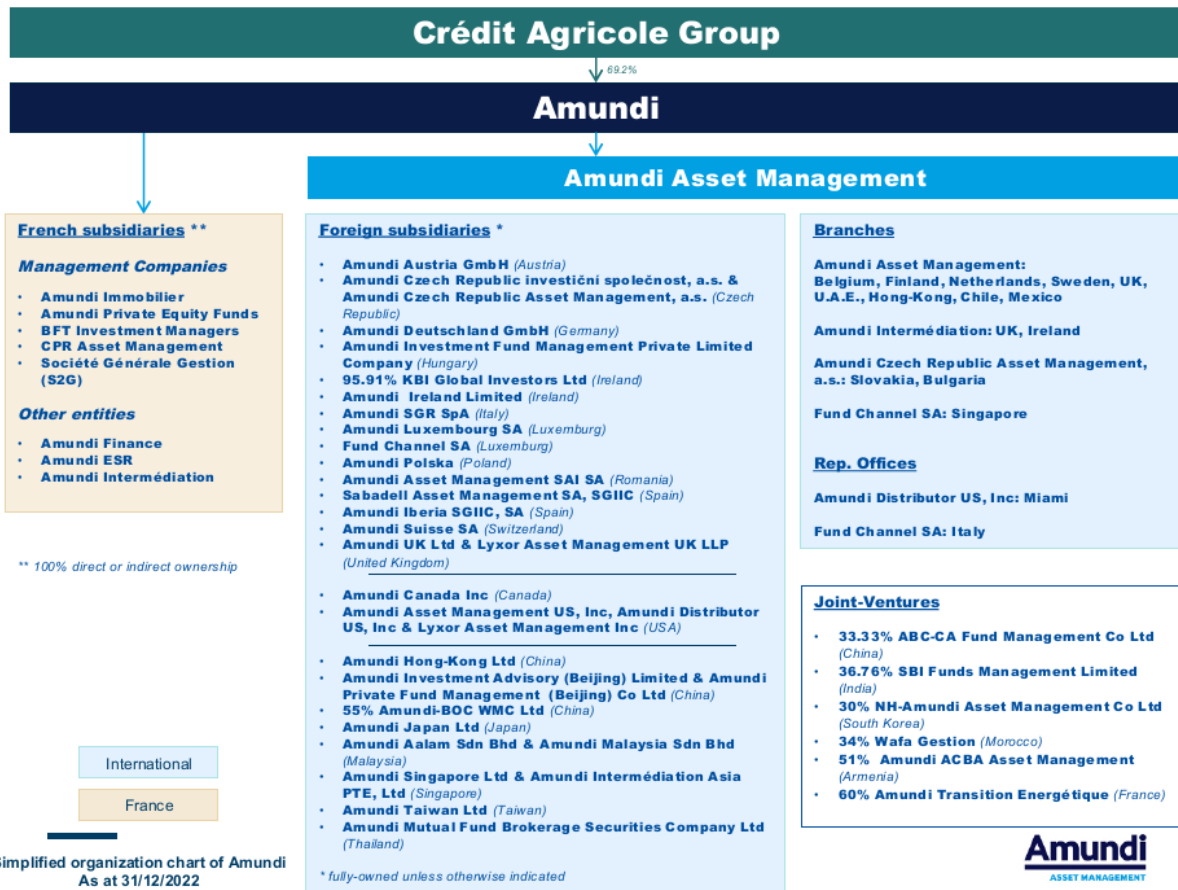 Crédit Agricole Group
69.2%
Amundi
Amundi Asset Management
French subsidiaries **
Management Companies
• Amundi Immobilier
• Amundi Private Equity Funds
• BFT Investment Managers
• CPR Asset Management
• Société Générale Gestion
(S2G)
Other entities
• Amundi Finance
• Amundi ESR
• Amundi Intermédiation
** 100% direct or indirect ownership
International
France
Simplified organization chart of Amundi
As at 31/12/2022
Foreign subsidiaries *
• Amundi Austria GmbH (Austria)
• Amundi Czech Republic investiční společnost, a.s. &
Amundi Czech Republic Asset Management, a.s. (Czech
Republic)
• Amundi Deutschland GmbH (Germany)
• Amundi Investment Fund Management Private Limited
Company (Hungary)
• 95.91% KBI Global Investors Ltd (Ireland)
• Amundi Ireland Limited (Ireland)
• Amundi SGR SpA (Italy)
• Amundi Luxembourg SA (Luxemburg)
• Fund Channel SA (Luxemburg)
• Amundi Polska (Poland)
• Amundi Asset Management SAI SA (Romania)
• Sabadell Asset Management SA, SGIIC (Spain)
• Amundi Iberia SGIIC, SA (Spain)
• Amundi Suisse SA (Switzerland)
• Amundi UK Ltd & Lyxor Asset Management UK LLP
(United Kingdom)
• Amundi Canada Inc (Canada)
• Amundi Asset Management US, Inc, Amundi Distributor
US, Inc & Lyxor Asset Management Inc (USA)
• Amundi Hong-Kong Ltd (China)
• Amundi Investment Advisory (Beijing) Limited & Amundi
Private Fund Management (Beijing) Co Ltd (China)
• 55% Amundi-BOC WMC Ltd (China)
• Amundi Japan Ltd (Japan)
• Amundi Aalam Sdn Bhd & Amundi Malaysia Sdn Bhd
(Malaysia)
• Amundi Singapore Ltd & Amundi Intermédiation Asia
PTE, Ltd (Singapore)
• Amundi Taiwan Ltd (Taiwan)
• Amundi Mutual Fund Brokerage Securities Company Ltd
(Thailand)
* fully-owned unless otherwise indicated
Branches
Amundi Asset Management:
Belgium, Finland, Netherlands, Sweden, UK,
U.A.E., Hong-Kong, Chile, Mexico
Amundi Intermédiation: UK, Ireland
Amundi Czech Republic Asset Management,
a.s.: Slovakia, Bulgaria
Fund Channel SA: Singapore
Rep. Offices
Amundi Distributor US, Inc: Miami
Fund Channel SA: Italy
Joint-Ventures
• 33.33% ABC-CA Fund Management Co Ltd
(China)
• 36.76% SBI Funds Management Limited
(India)
• 30% NH-Amundi Asset Management Co Ltd
(South Korea)
• 34% Wafa Gestion (Morocco)
• 51% Amundi ACBA Asset Management
(Armenia)
• 60% Amundi Transition Energétique (France)
Amundi
ASSET MANAGEMENT